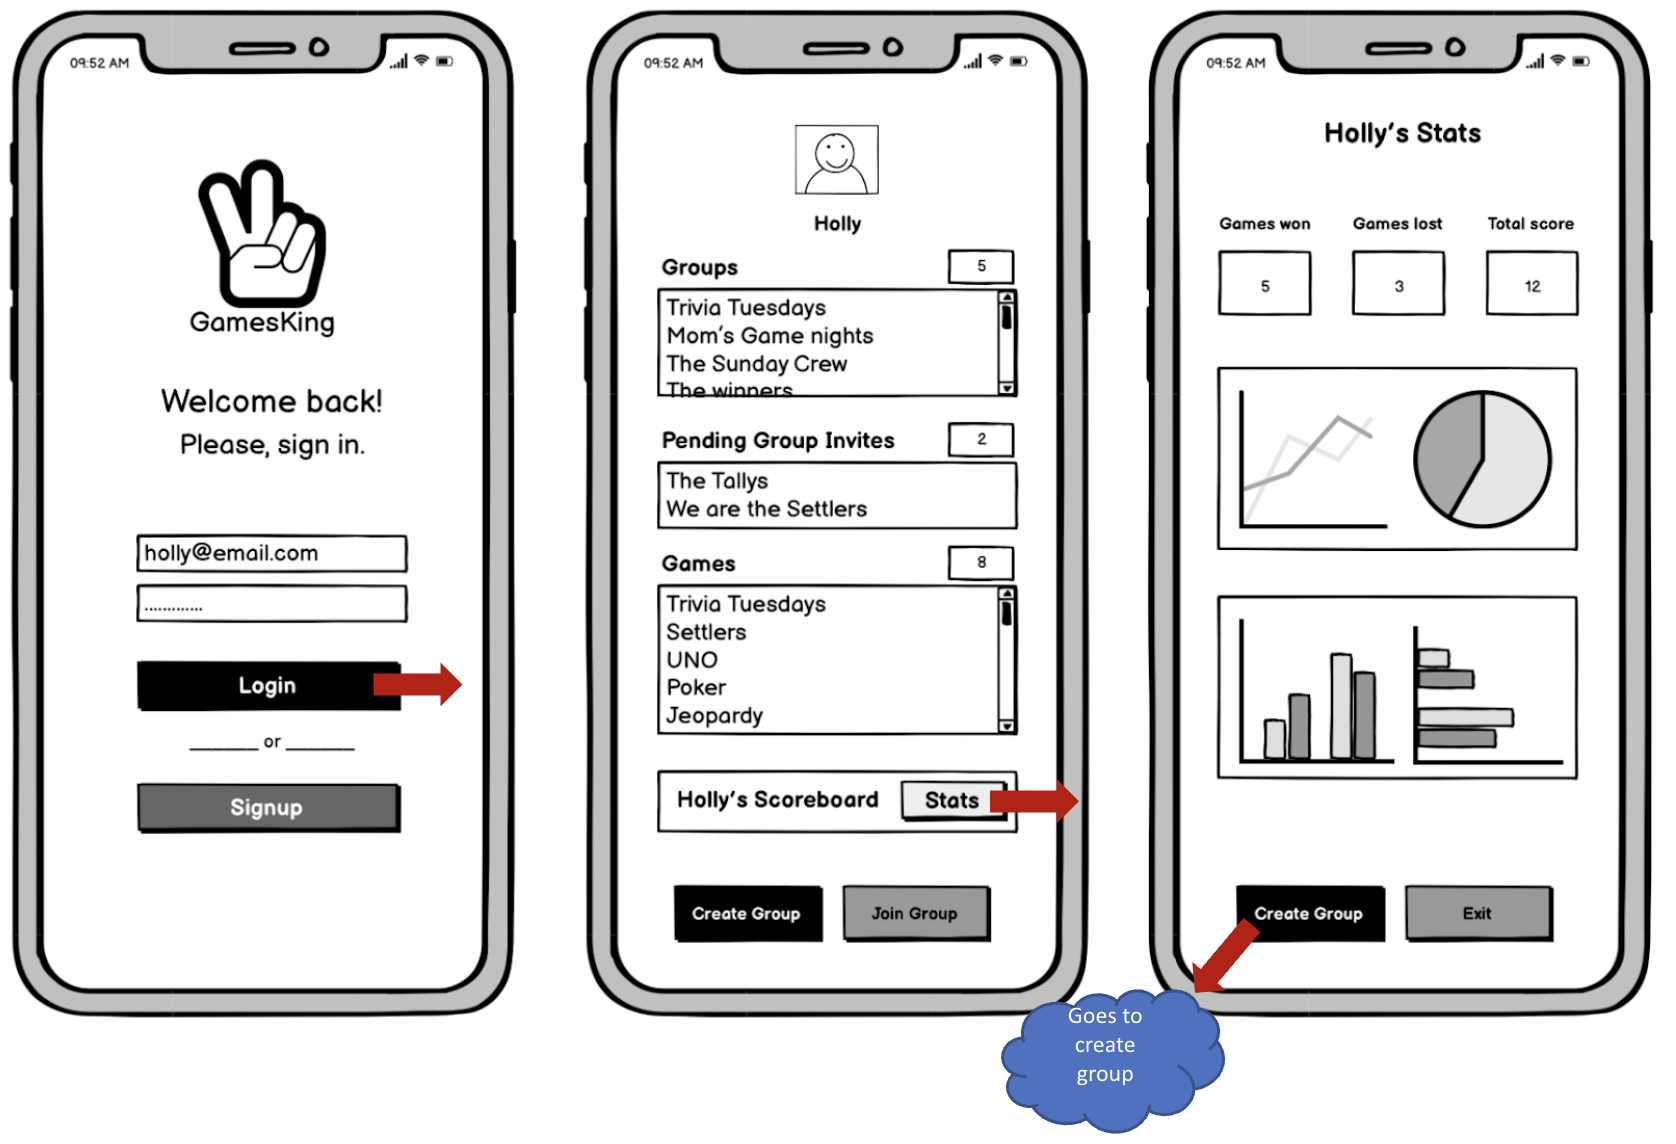 09:52 AM
GamesKing
Welcome back!
Please, sign in.
holly@email.com
.............
Login
______ or ______
Signup
09:52 AM
Holly
Groups 5
Trivia Tuesdays
Mom's Game nights
The Sunday Crew
The winners
Pending Group Invites 2
The Tallys
We are the Settlers
Games 8
Trivia Tuesdays
Settlers
UNO
Poker
Jeopardy
Holly's Scoreboard Stats
Create Group Join Group
09:52 AM
Holly's Stats
Games won Games lost Total score
5 3 12
Create Group Exit
Goes to
create
group